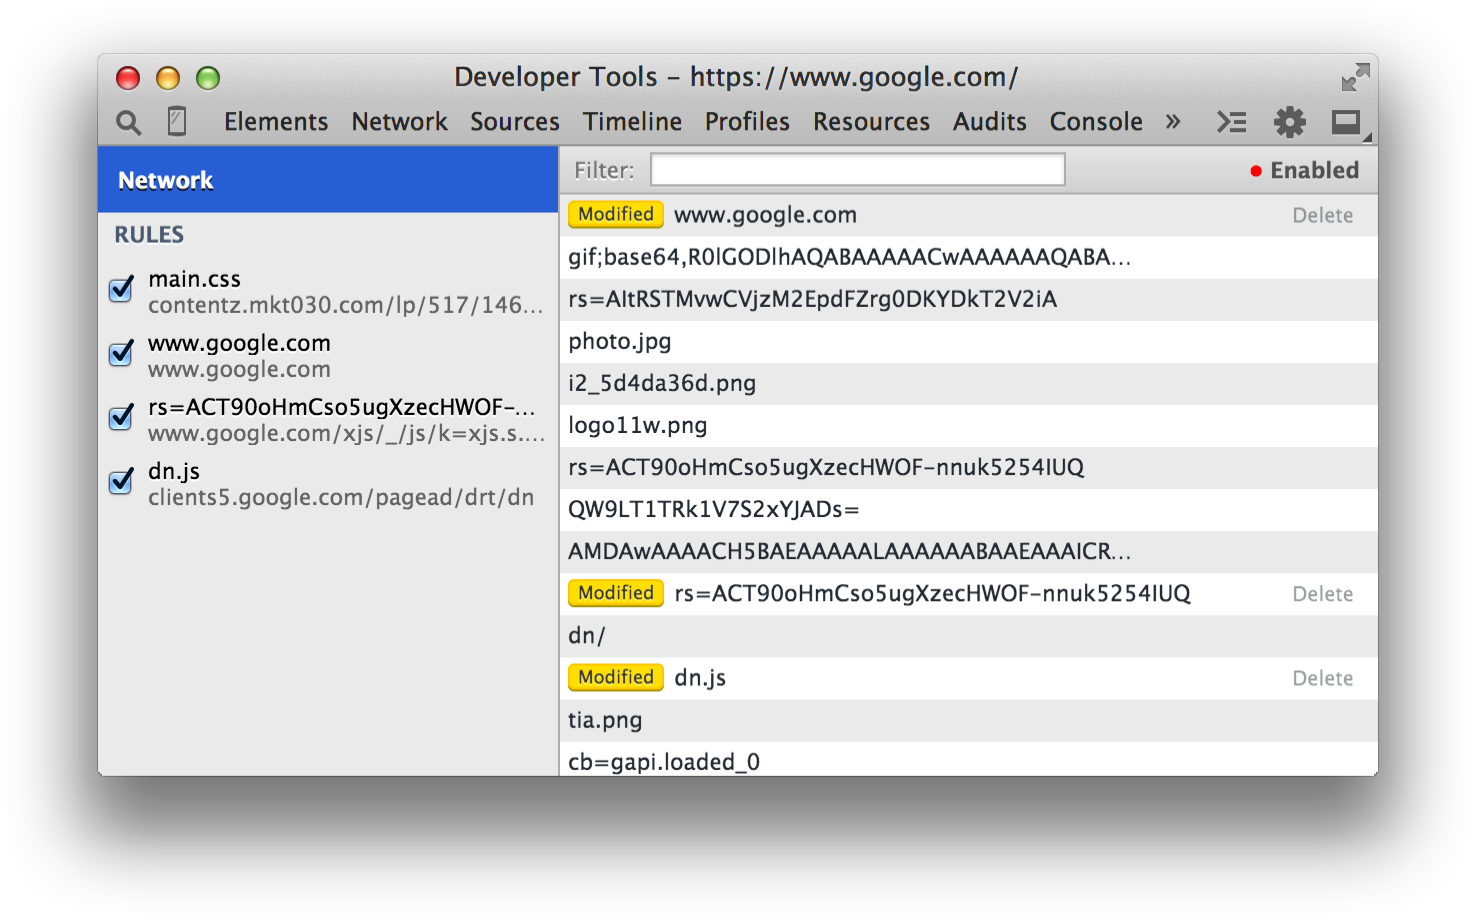 Developer Tools – https://www.google.com/
Elements Network Sources Timeline Profiles Resources Audits Console »
Network
RULES
main.css
contentz.mkt030.com/lp/517/146...
www.google.com
www.google.com
rs=ACT90oHmCso5ugXzecHWOF-...
www.google.com/xjs/_/js/k=xjs.s....
dn.js
clients5.google.com/pagead/drt/dn
Filter: Enabled
Modified www.google.com Delete
gif;base64,R0lGODlhAQABAAAAACwAAAAAAQABA...
rs=AItRSTMvwCVjzM2EpdFZrg0DKYDkT2V2iA
photo.jpg
i2_5d4da36d.png
logo11w.png
rs=ACT90oHmCso5ugXzecHWOF-nnuk5254IUQ
QW9LT1TRk1V7S2xYJADs=
AMDAwAAAACH5BAEAAAAALAAAAAABAAEAAAICR...
Modified rs=ACT90oHmCso5ugXzecHWOF-nnuk5254IUQ Delete
dn/
Modified dn.js Delete
tia.png
cb=gapi.loaded_0